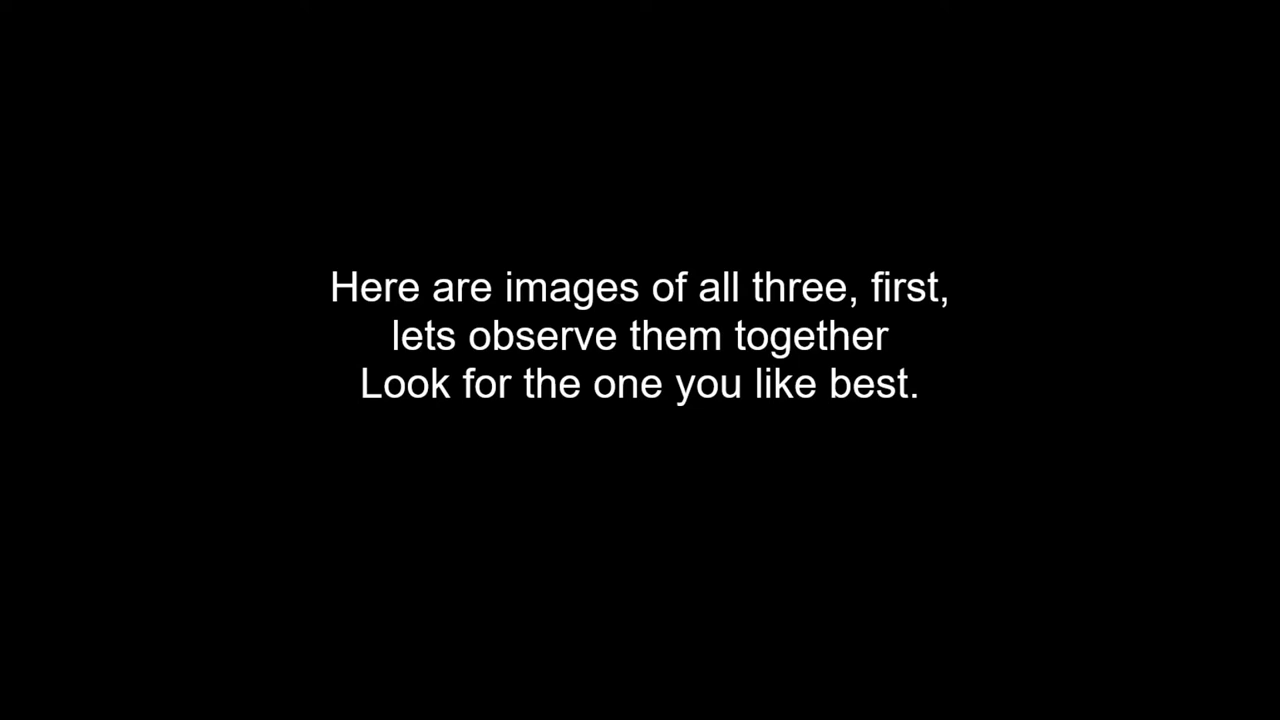 Here are images of all three, first,
lets observe them together
Look for the one you like best.